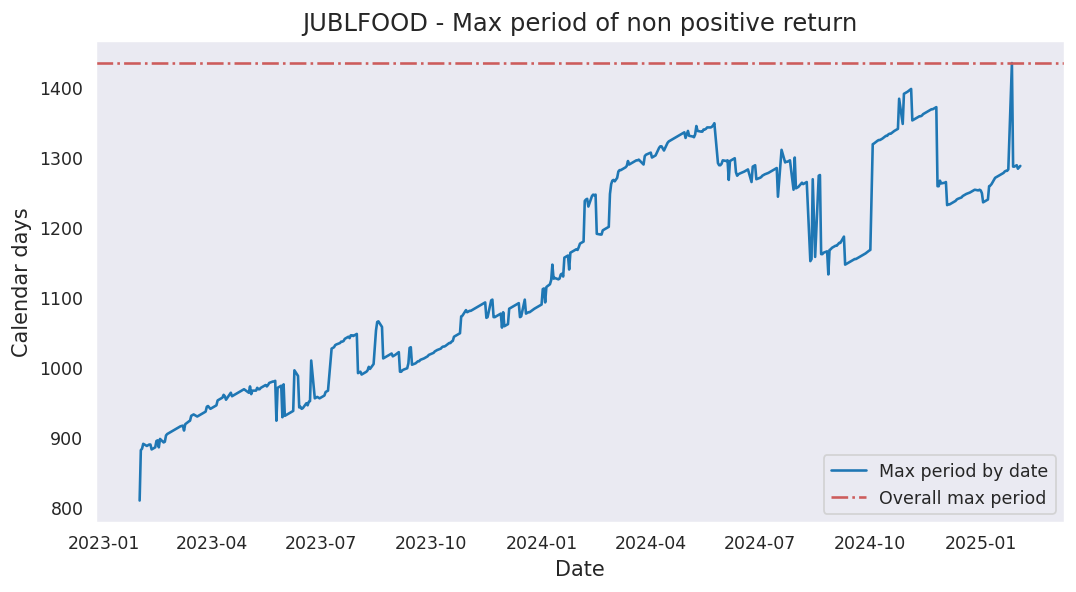 JUBLFOOD - Max period of non positive return
Calendar days
1400
1300
1200
1100
1000
900
800
2023-01 2023-04 2023-07 2023-10 2024-01 2024-04 2024-07 2024-10 2025-01
Date
Max period by date
Overall max period